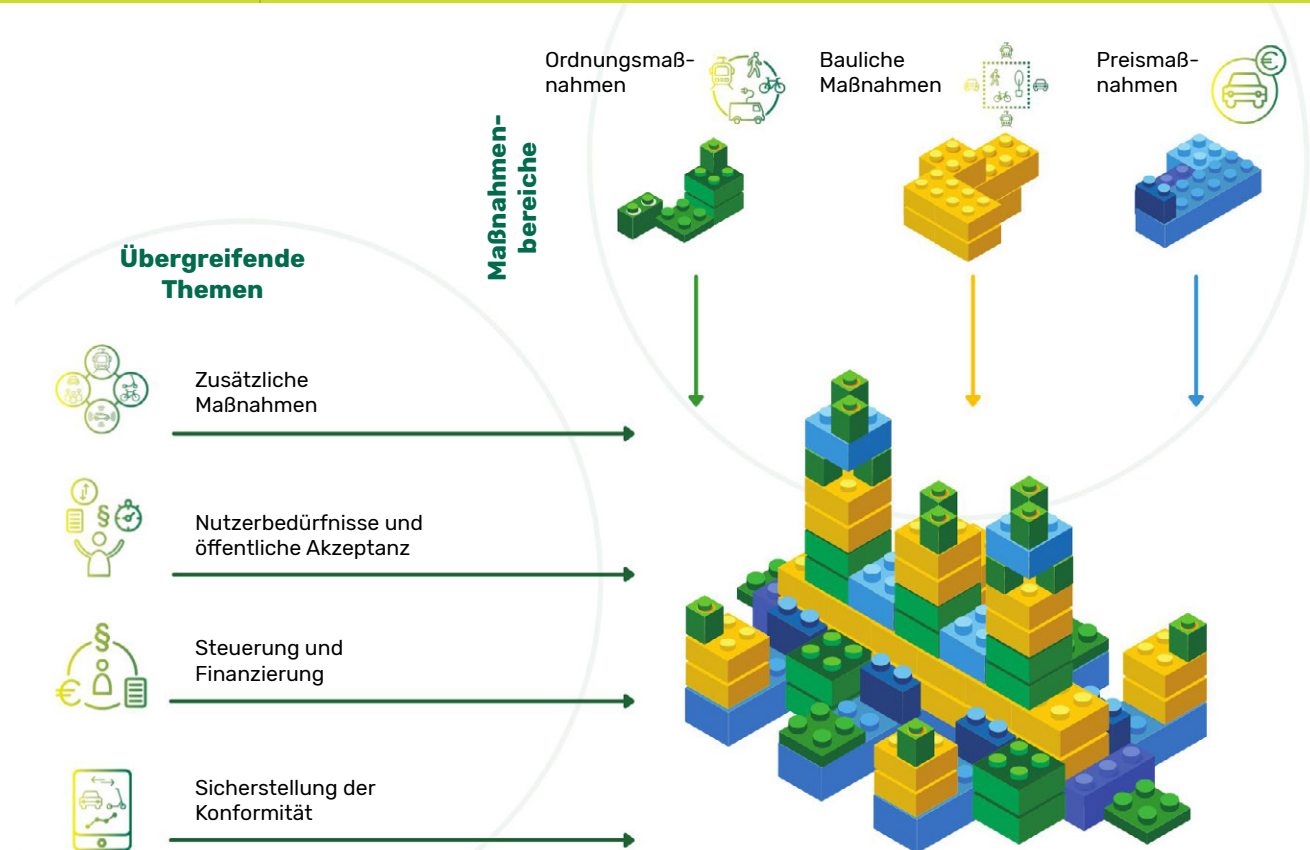 Ordnungsmaß-
nahmen
Bauliche
Maßnahmen
Preismaß-
nahmen
€
Maßnahmen-
bereiche
Übergreifende
Themen
Zusätzliche
Maßnahmen
§
Nutzerbedürfnisse und
öffentliche Akzeptanz
§
€
Steuerung und
Finanzierung
Sicherstellung der
Konformität